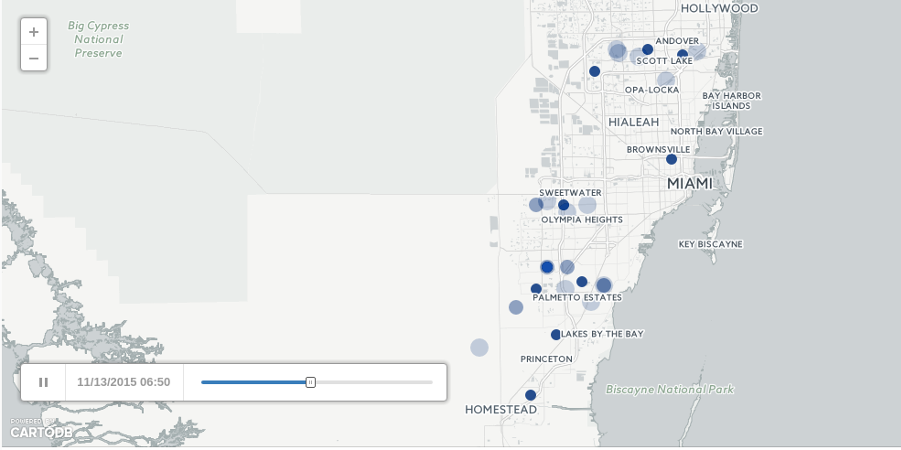 HOLLYWOOD
Big Cypress
National
Preserve
+
−
ANDOVER
SCOTT LAKE
OPA-LOCKA
BAY HARBOR
ISLANDS
HIALEAH
NORTH BAY VILLAGE
BROWNSVILLE
MIAMI
SWEETWATER
OLYMPIA HEIGHTS
KEY BISCAYNE
PALMETTO ESTATES
LAKES BY THE BAY
PRINCETON
11/13/2015 06:50
Biscayne National Park
HOMESTEAD
POWERED BY
CARTODB